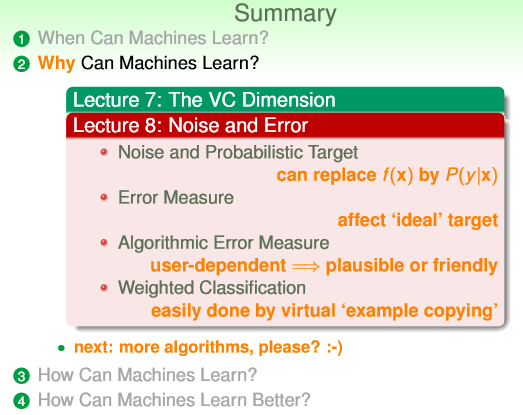 Summary
1 When Can Machines Learn?
2 Why Can Machines Learn?
Lecture 7: The VC Dimension
Lecture 8: Noise and Error
• Noise and Probabilistic Target
can replace f(x) by P(y|x)
• Error Measure
affect ‘ideal’ target
• Algorithmic Error Measure
user-dependent ⟹ plausible or friendly
• Weighted Classification
easily done by virtual ‘example copying’
• next: more algorithms, please? :-)
3 How Can Machines Learn?
4 How Can Machines Learn Better?